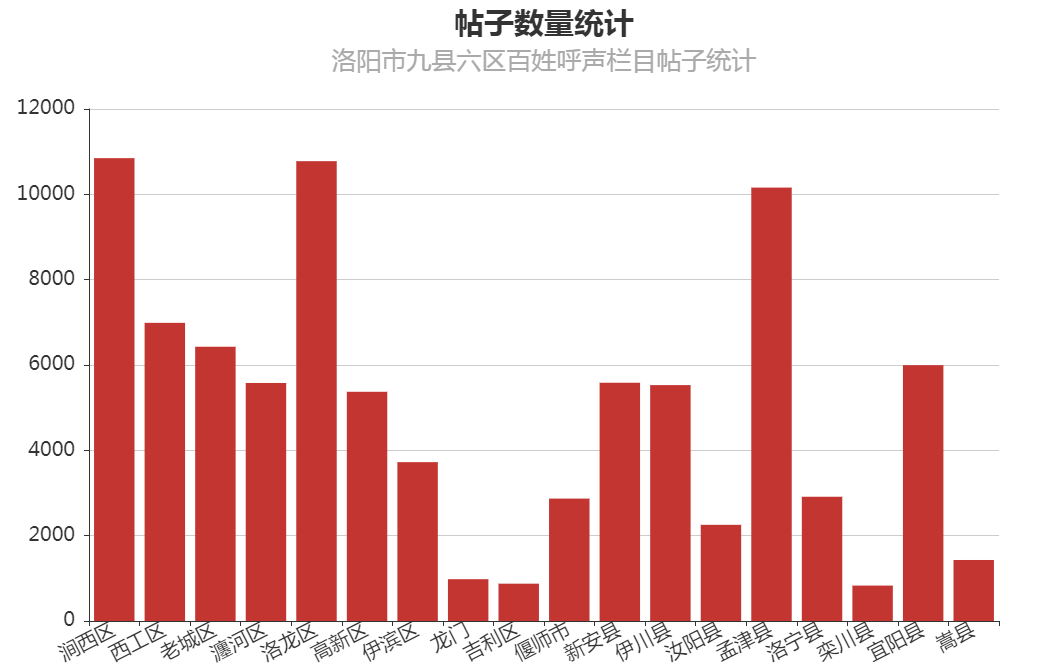 帖子数量统计
洛阳市九县六区百姓呼声栏目帖子统计
12000
10000
8000
6000
4000
2000
0
涧西区
西工区
老城区
瀍河区
洛龙区
高新区
伊滨区
龙门
吉利区
偃师市
新安县
伊川县
汝阳县
孟津县
洛宁县
栾川县
宜阳县
嵩县